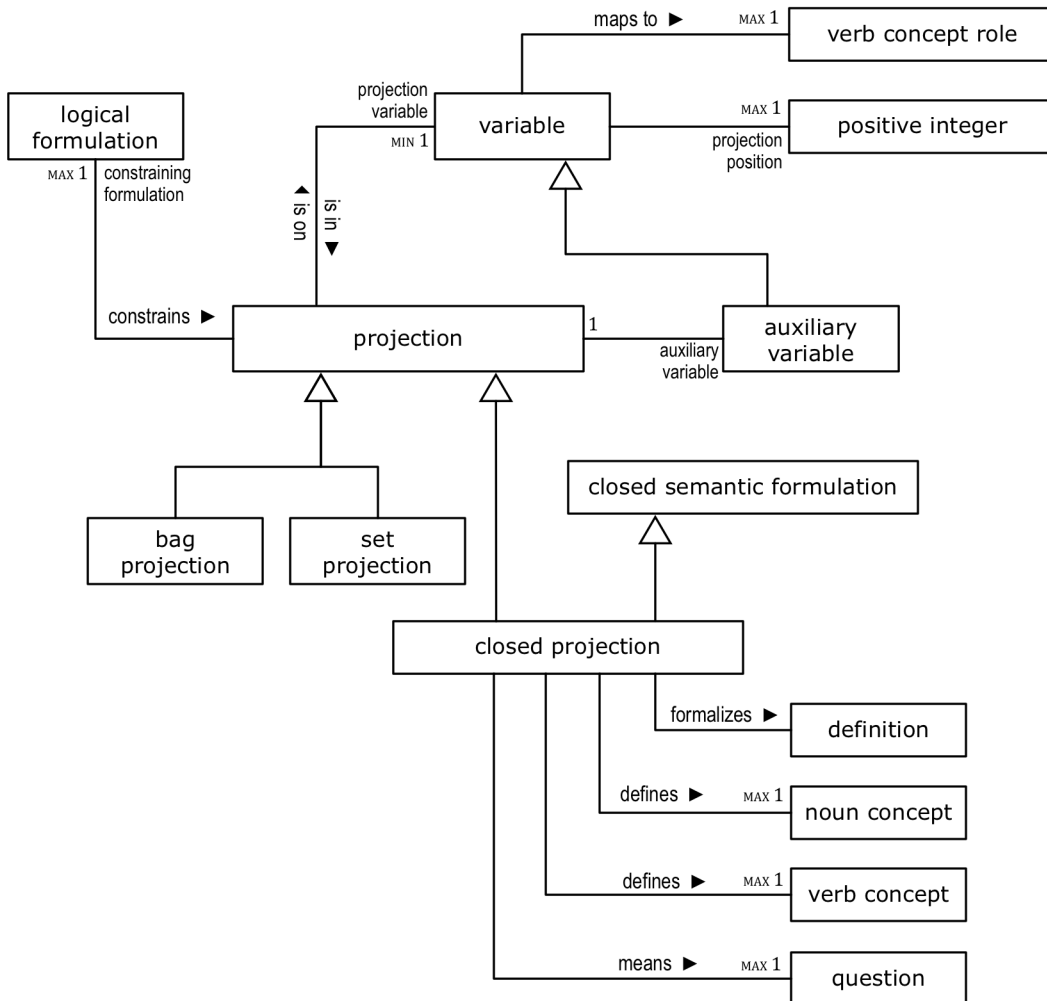 maps to ►
MAX 1
verb concept role
logical
formulation
projection
variable
MIN 1
variable
MAX 1
projection
position
positive integer
MAX 1
constraining
formulation
◄ is on
is in ►
constrains ►
projection
1
auxiliary
variable
auxiliary
variable
closed semantic formulation
bag
projection
set
projection
closed projection
formalizes ►
definition
defines ►
MAX 1
noun concept
defines ►
MAX 1
verb concept
means ►
MAX 1
question